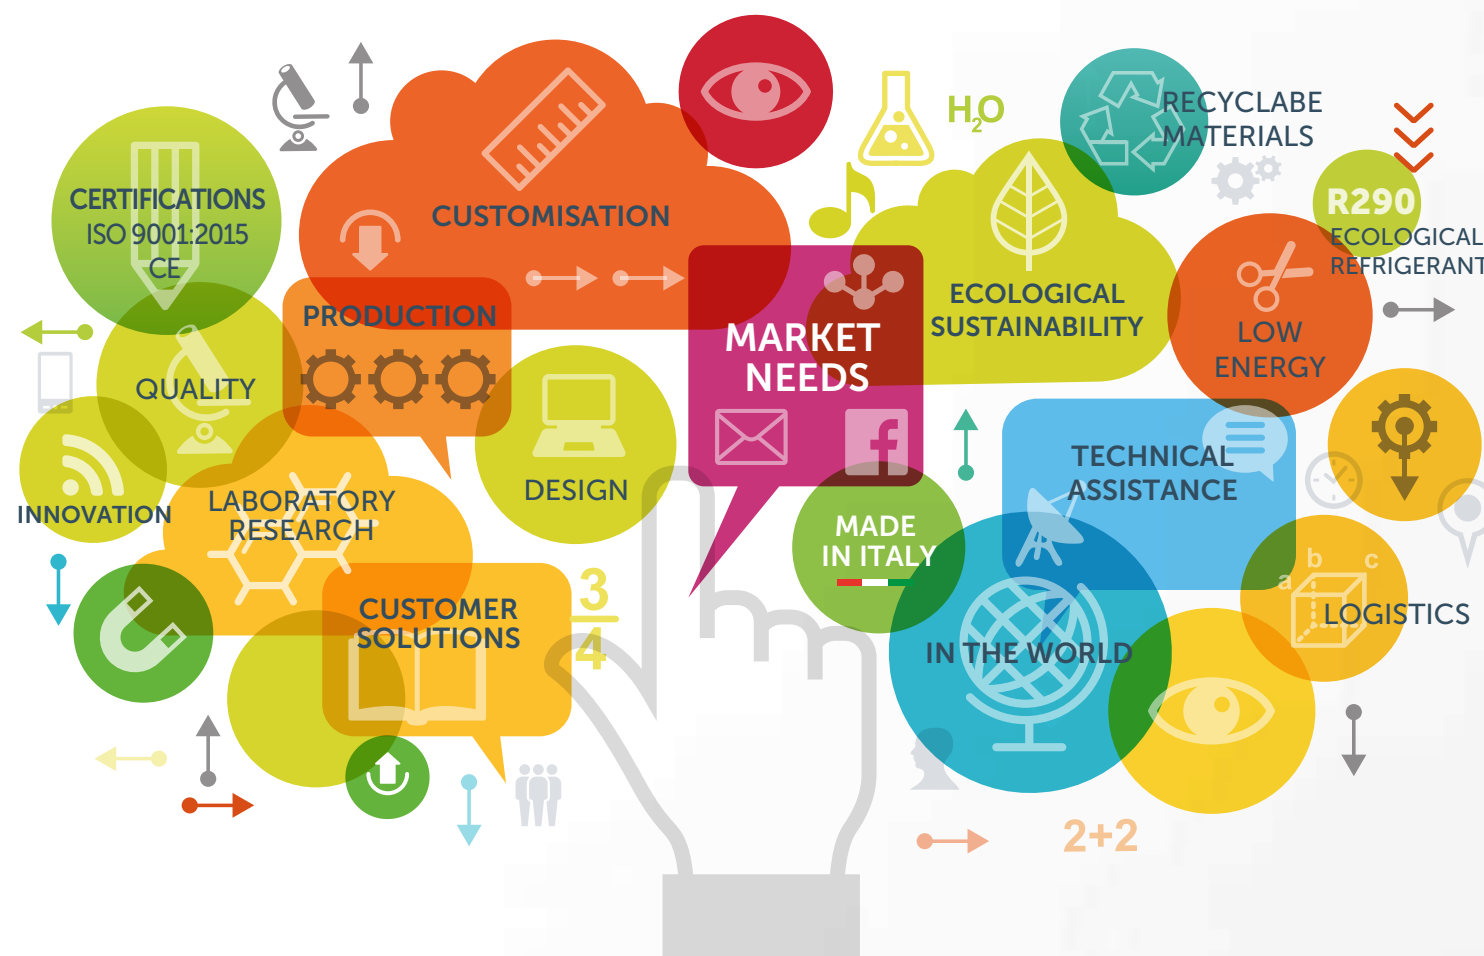 H2O
RECYCLABE
MATERIALS
CERTIFICATIONS
ISO 9001:2015
CE
CUSTOMISATION
R290
ECOLOGICAL
REFRIGERANT
PRODUCTION
MARKET
NEEDS
ECOLOGICAL
SUSTAINABILITY
LOW
ENERGY
QUALITY
f
TECHNICAL
ASSISTANCE
INNOVATION
LABORATORY
RESEARCH
DESIGN
MADE
IN ITALY
b
c
a
LOGISTICS
3
4
CUSTOMER
SOLUTIONS
IN THE WORLD
2+2